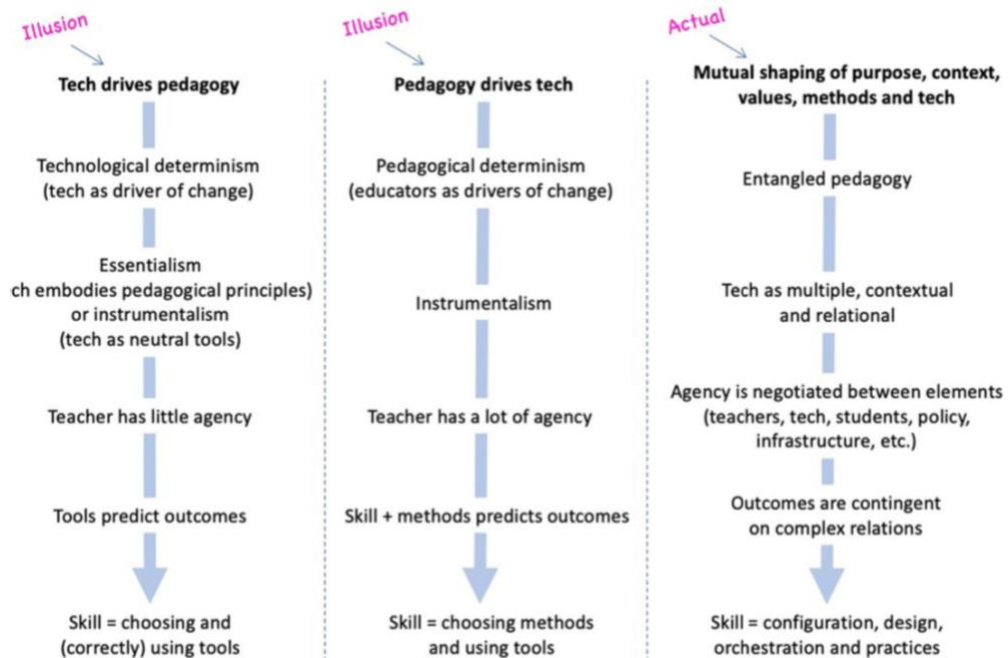 Illusion
Tech drives pedagogy
Technological determinism
(tech as driver of change)
Essentialism
ch embodies pedagogical principles)
or instrumentalism
(tech as neutral tools)
Teacher has little agency
Tools predict outcomes
Skill = choosing and
(correctly) using tools
Illusion
Pedagogy drives tech
Pedagogical determinism
(educators as drivers of change)
Instrumentalism
Teacher has a lot of agency
Skill + methods predicts outcomes
Skill = choosing methods
and using tools
Actual
Mutual shaping of purpose, context,
values, methods and tech
Entangled pedagogy
Tech as multiple, contextual
and relational
Agency is negotiated between elements
(teachers, tech, students, policy,
infrastructure, etc.)
Outcomes are contingent
on complex relations
Skill = configuration, design,
orchestration and practices